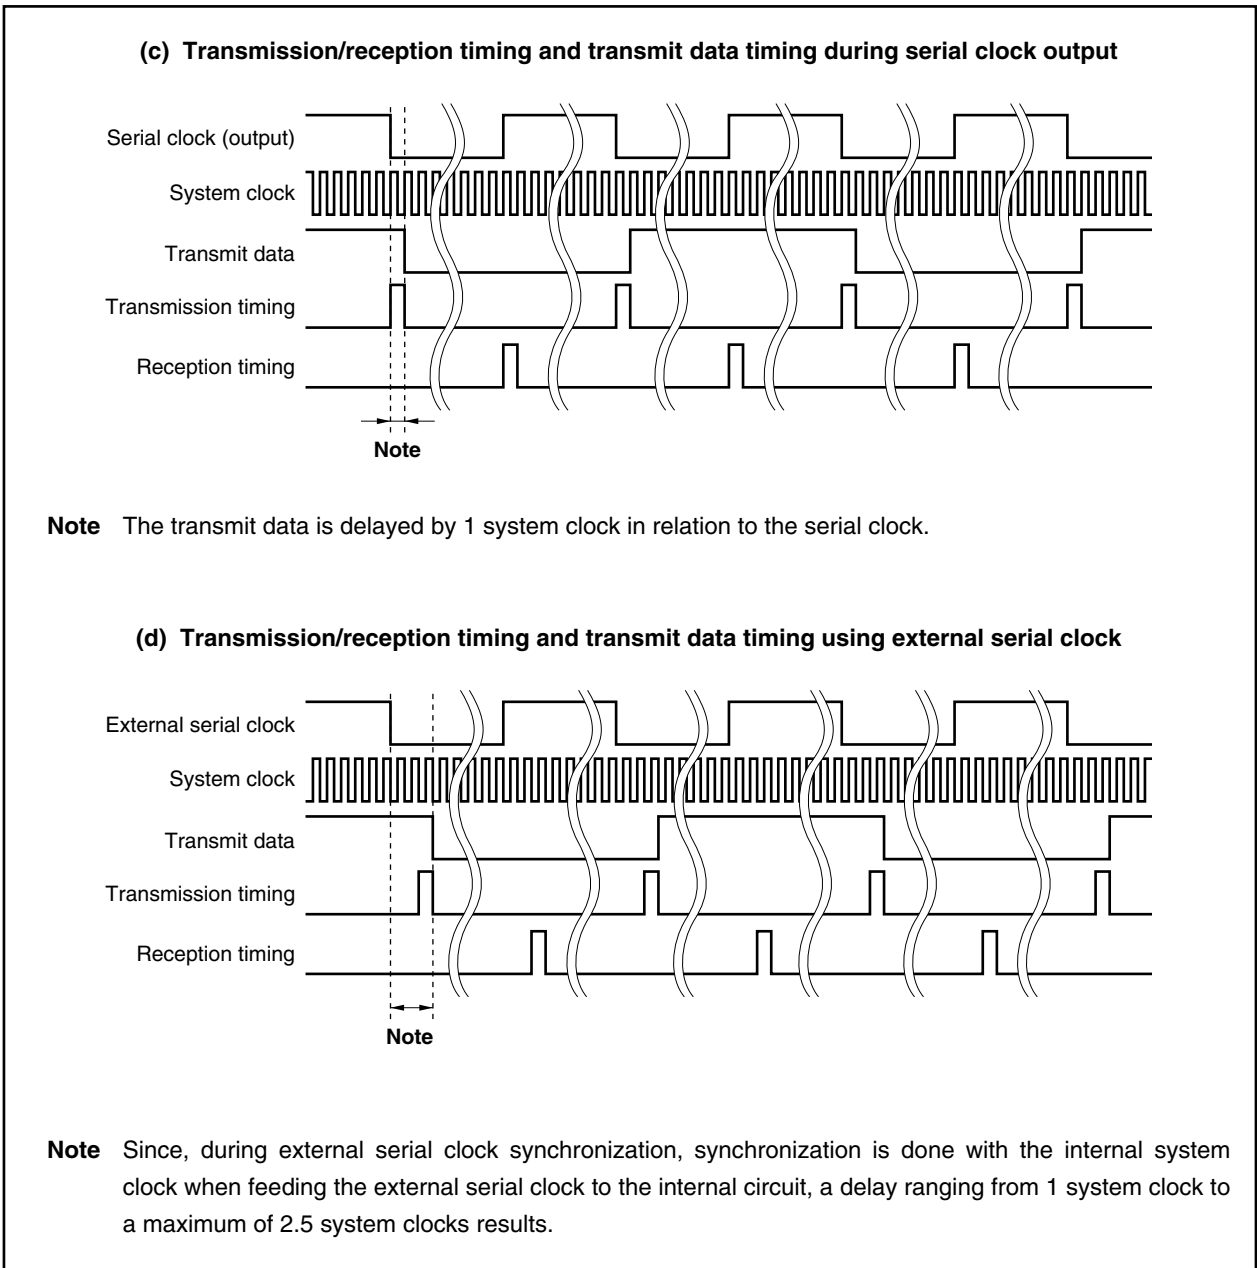 (c) Transmission/reception timing and transmit data timing during serial clock output
Serial clock (output)
System clock
Transmit data
Transmission timing
Reception timing
Note
Note The transmit data is delayed by 1 system clock in relation to the serial clock.
(d) Transmission/reception timing and transmit data timing using external serial clock
External serial clock
System clock
Transmit data
Transmission timing
Reception timing
Note
Note Since, during external serial clock synchronization, synchronization is done with the internal system
clock when feeding the external serial clock to the internal circuit, a delay ranging from 1 system clock to
a maximum of 2.5 system clocks results.